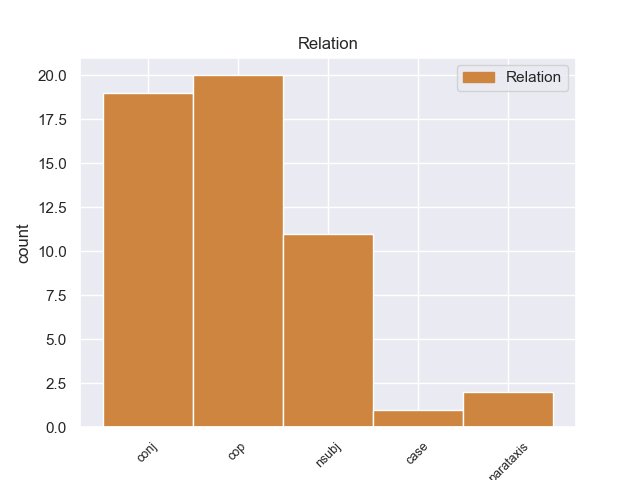 Relation
Relation
20.0
17.5
15.0
12.5
10.0
7.5
5.0
2.5
0.0
count
conj
cop
nsubj
case
parataxis